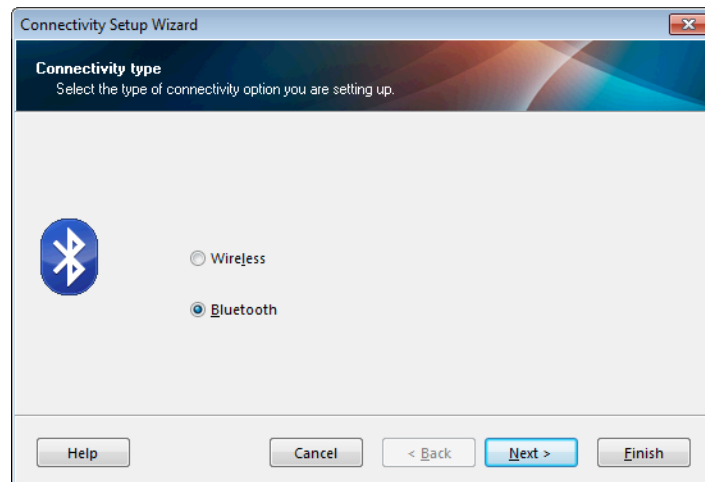 Connectivity Setup Wizard
Connectivity type
Select the type of connectivity option you are setting up.
Wireless
Bluetooth
Help
Cancel
< Back
Next >
Finish